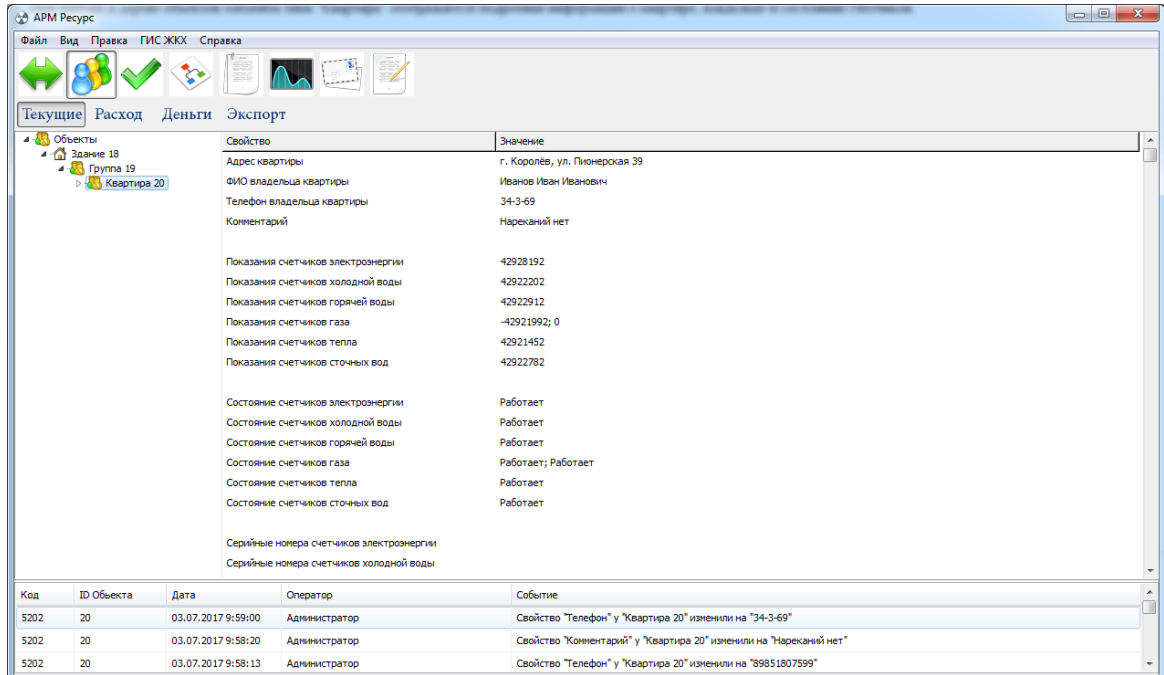 АРМ Ресурс
Файл Вид Правка ГИС ЖКХ Справка
Текущие Расход Деньги Экспорт
Объекты
Здание 18
Группа 19
Квартира 20
Свойство Значение
Адрес квартиры г. Королёв, ул. Пионерская 39
ФИО владельца квартиры Иванов Иван Иванович
Телефон владельца квартиры 34-3-69
Комментарий Нареканий нет
Показания счетчиков электроэнергии 42928192
Показания счетчиков холодной воды 42922202
Показания счетчиков горячей воды 42922912
Показания счетчиков газа -42921992; 0
Показания счетчиков тепла 42921452
Показания счетчиков сточных вод 42922782
Состояние счетчиков электроэнергии Работает
Состояние счетчиков холодной воды Работает
Состояние счетчиков горячей воды Работает
Состояние счетчиков газа Работает; Работает
Состояние счетчиков тепла Работает
Состояние счетчиков сточных вод Работает
Серийные номера счетчиков электроэнергии
Серийные номера счетчиков холодной воды
Код ID Объекта Дата Оператор Событие
5202 20 03.07.2017 9:59:00 Администратор Свойство "Телефон" у "Квартира 20" изменили на "34-3-69"
5202 20 03.07.2017 9:58:20 Администратор Свойство "Комментарий" у "Квартира 20" изменили на "Нареканий нет"
5202 20 03.07.2017 9:58:13 Администратор Свойство "Телефон" у "Квартира 20" изменили на "89851807599"